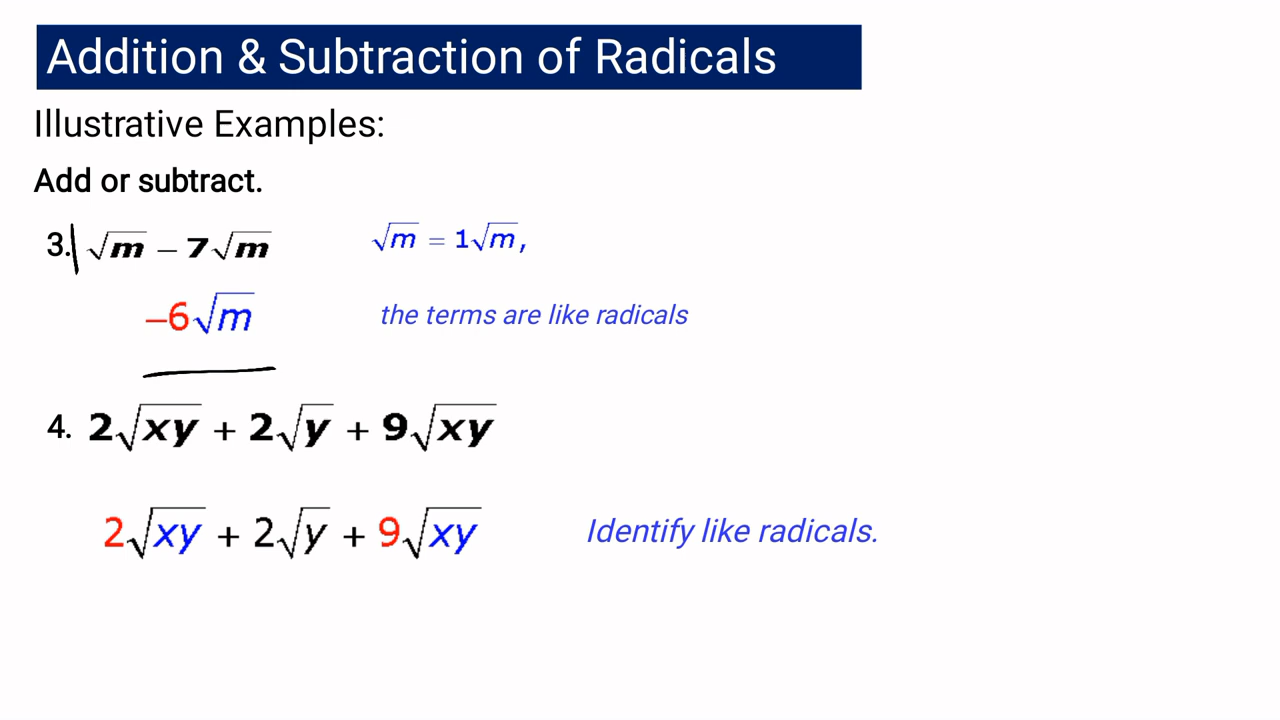 Addition & Subtraction of Radicals
Illustrative Examples:
Add or subtract.
3. | √m − 7√m √m = 1√m,
−6√m the terms are like radicals
4. 2√xy + 2√y + 9√xy
2√xy + 2√y + 9√xy Identify like radicals.